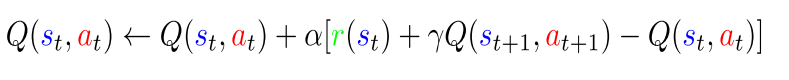 Q(s_t, a_t) ← Q(s_t, a_t) + α[r(s_t) + γQ(s_{t+1}, a_{t+1}) − Q(s_t, a_t)]